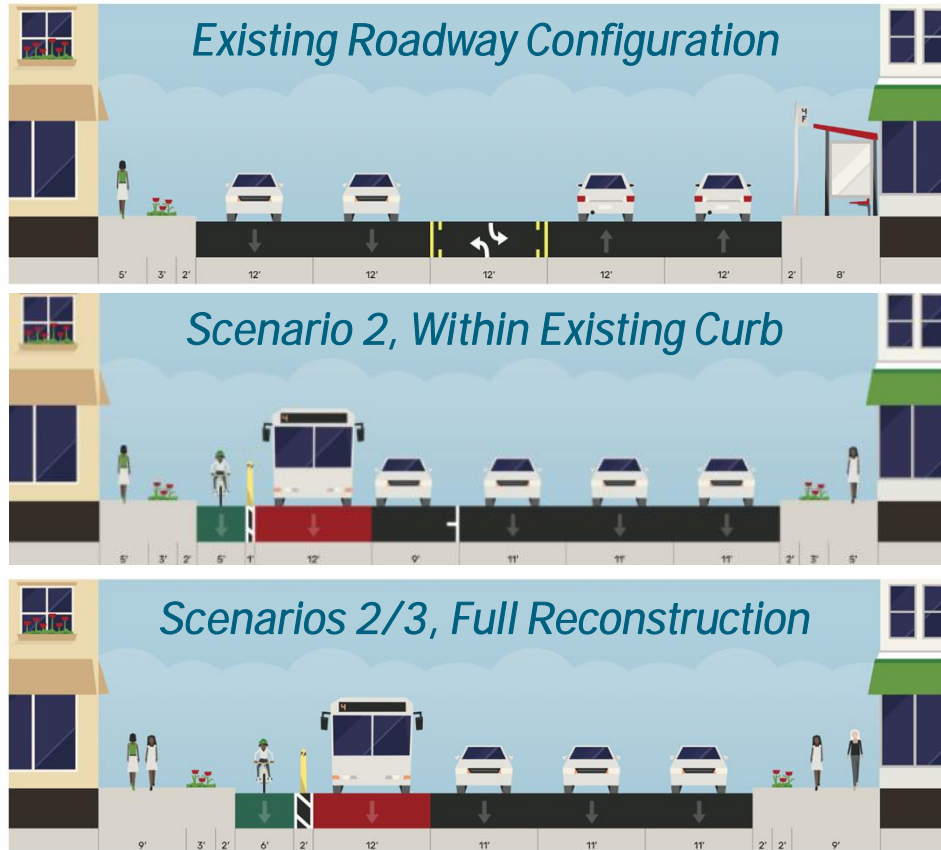 Existing Roadway Configuration
4
F
5' 3' 2' 12' 12' 12' 12' 12' 2' 8'
Scenario 2, Within Existing Curb
4
5' 3' 2' 5' 1' 12' 9' 11' 11' 11' 2' 3' 5'
Scenarios 2/3, Full Reconstruction
4
9' 3' 2' 6' 2' 12' 11' 11' 11' 2' 2' 9'